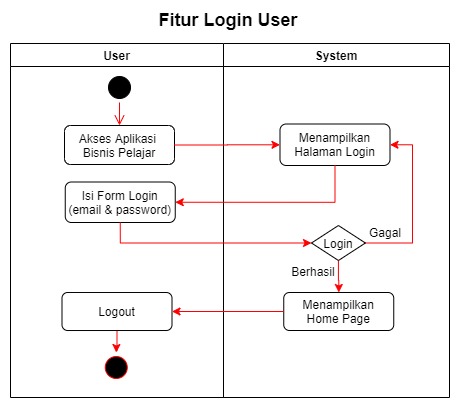 Fitur Login User
User
System
Akses Aplikasi
Bisnis Pelajar
Menampilkan
Halaman Login
Isi Form Login
(email & password)
Login
Gagal
Berhasil
Logout
Menampilkan
Home Page